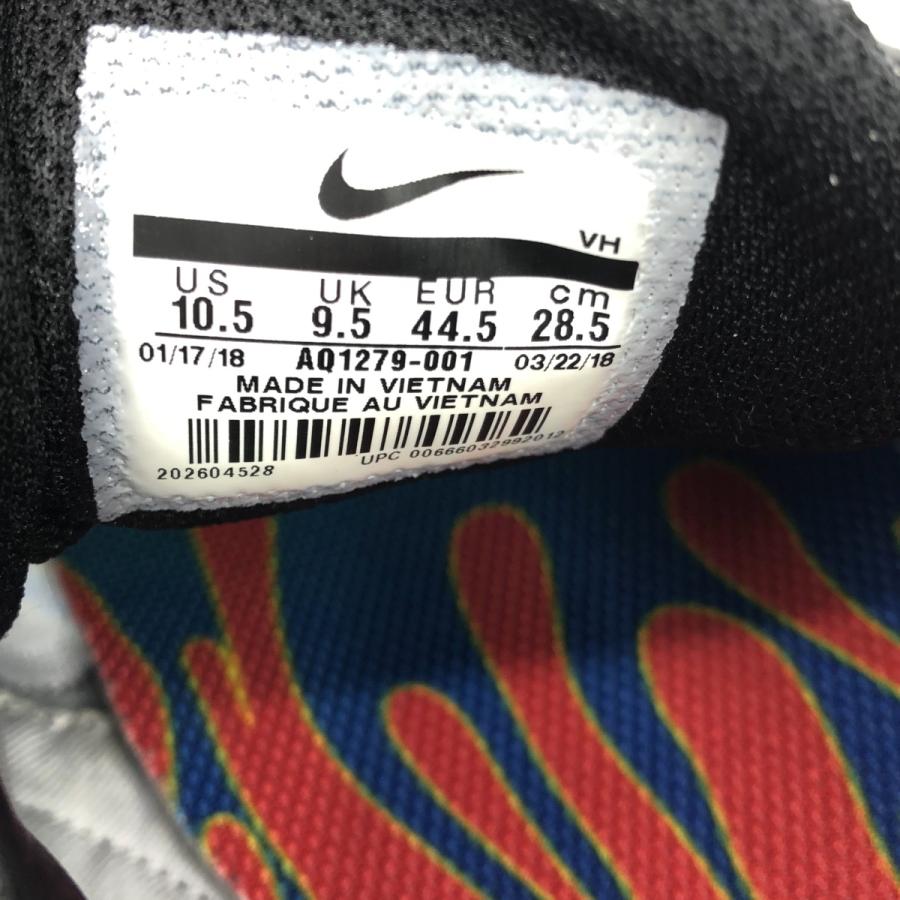 VH
US UK EUR cm
10.5 9.5 44.5 28.5
01/17/18 AQ1279-001 03/22/18
MADE IN VIETNAM
FABRIQUE AU VIETNAM
202604528 UPC 00666032992012